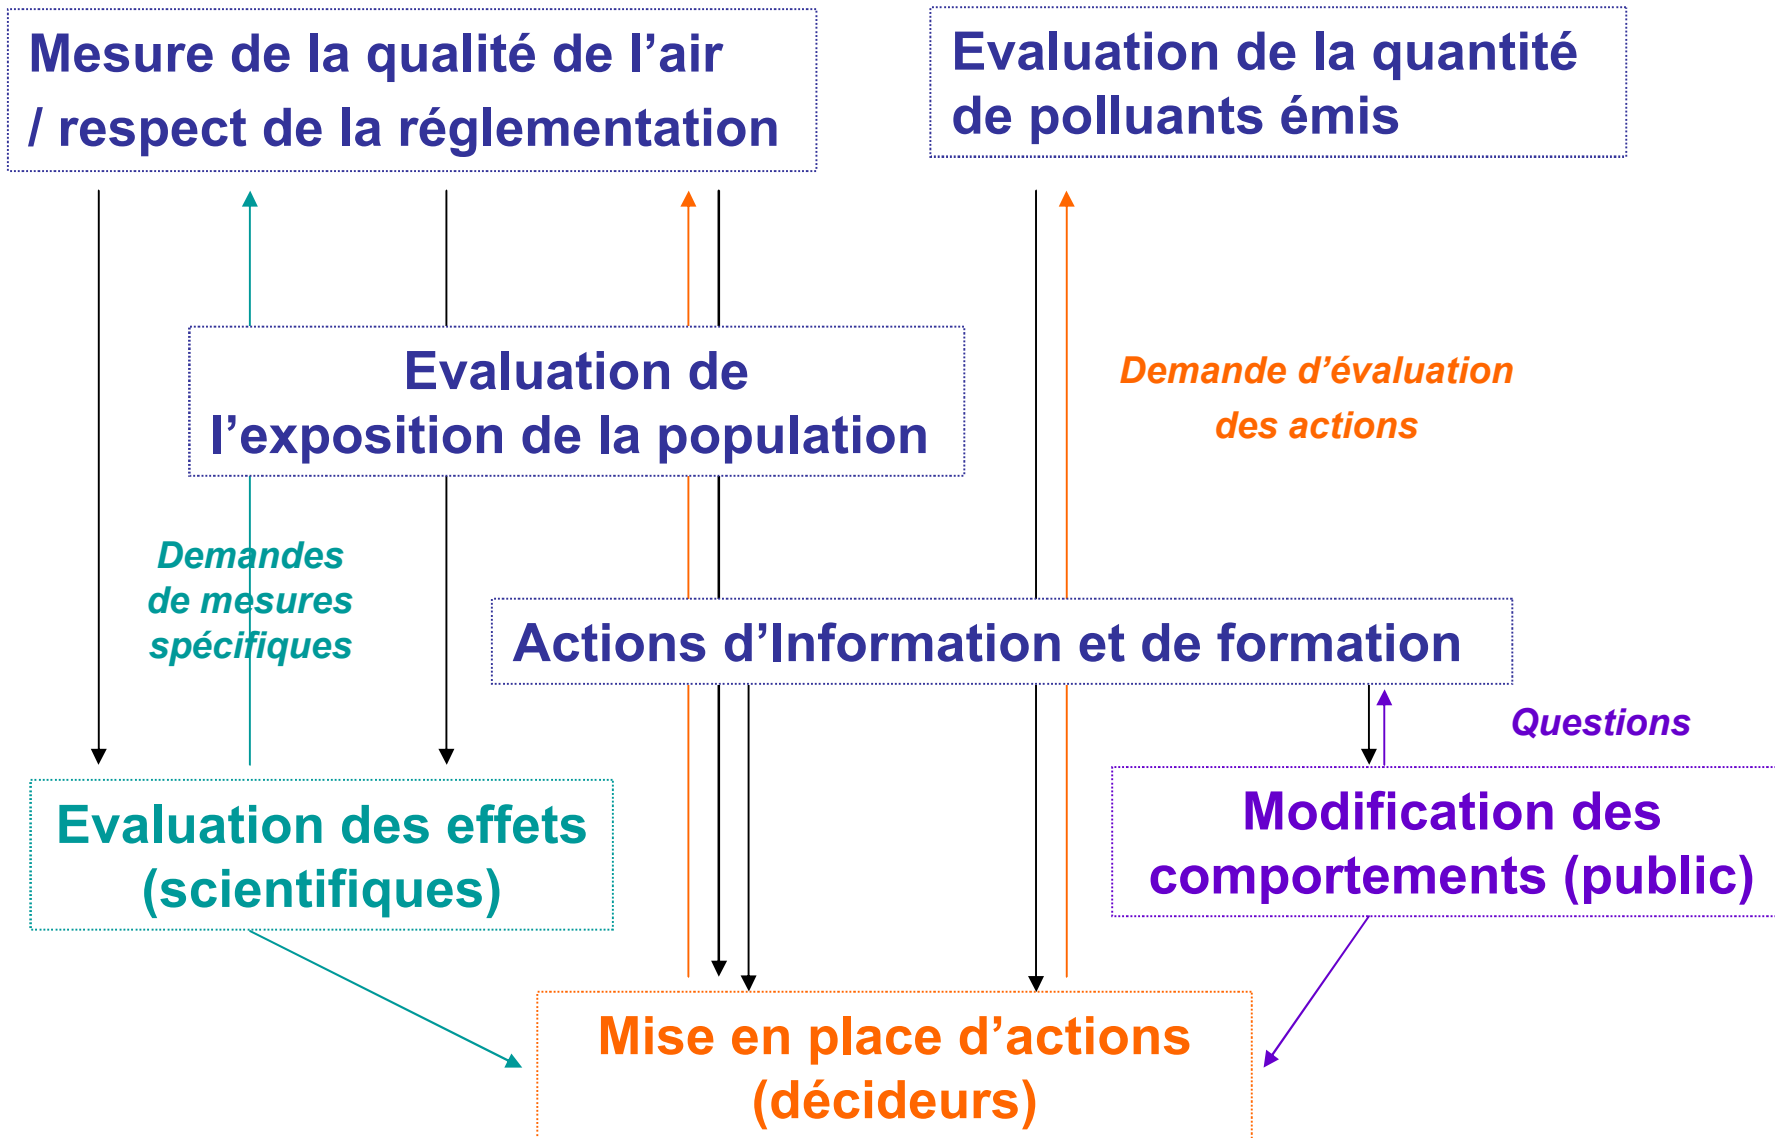 Mesure de la qualité de l’air
/ respect de la réglementation
Evaluation de la quantité
de polluants émis
Evaluation de
l’exposition de la population
Demande d’évaluation
des actions
Demandes
de mesures
spécifiques
Actions d’Information et de formation
Questions
Evaluation des effets
(scientifiques)
Modification des
comportements (public)
Mise en place d’actions
(décideurs)